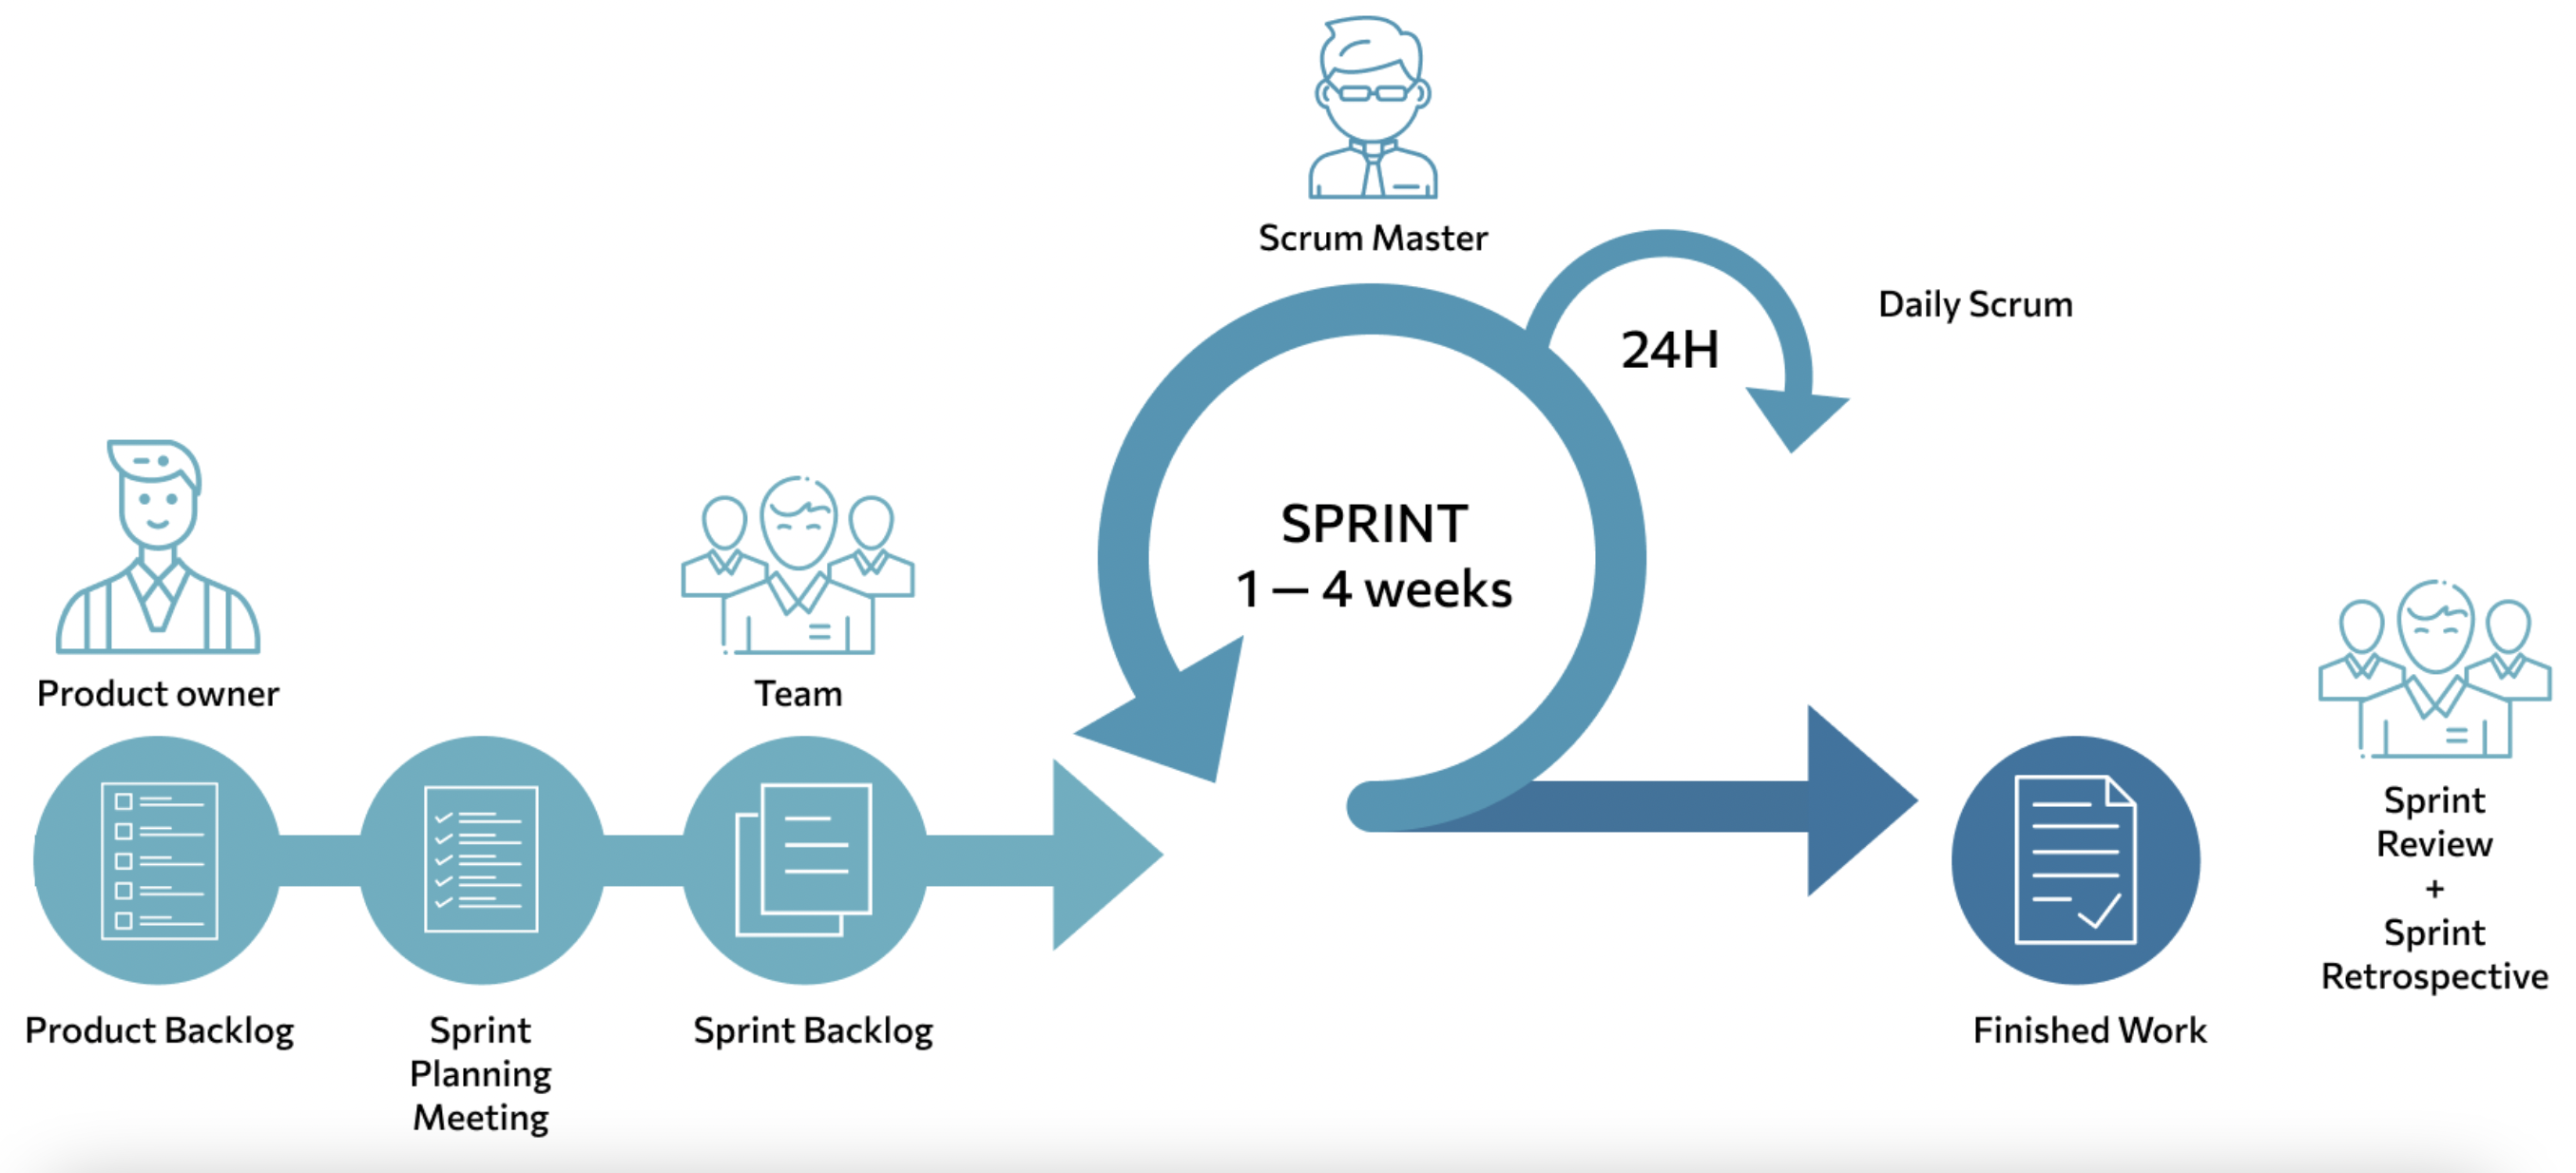 Scrum Master
Daily Scrum
24H
SPRINT
1 – 4 weeks
Product owner
Team
Product Backlog
Sprint
Planning
Meeting
Sprint Backlog
Finished Work
Sprint
Review
+
Sprint
Retrospective